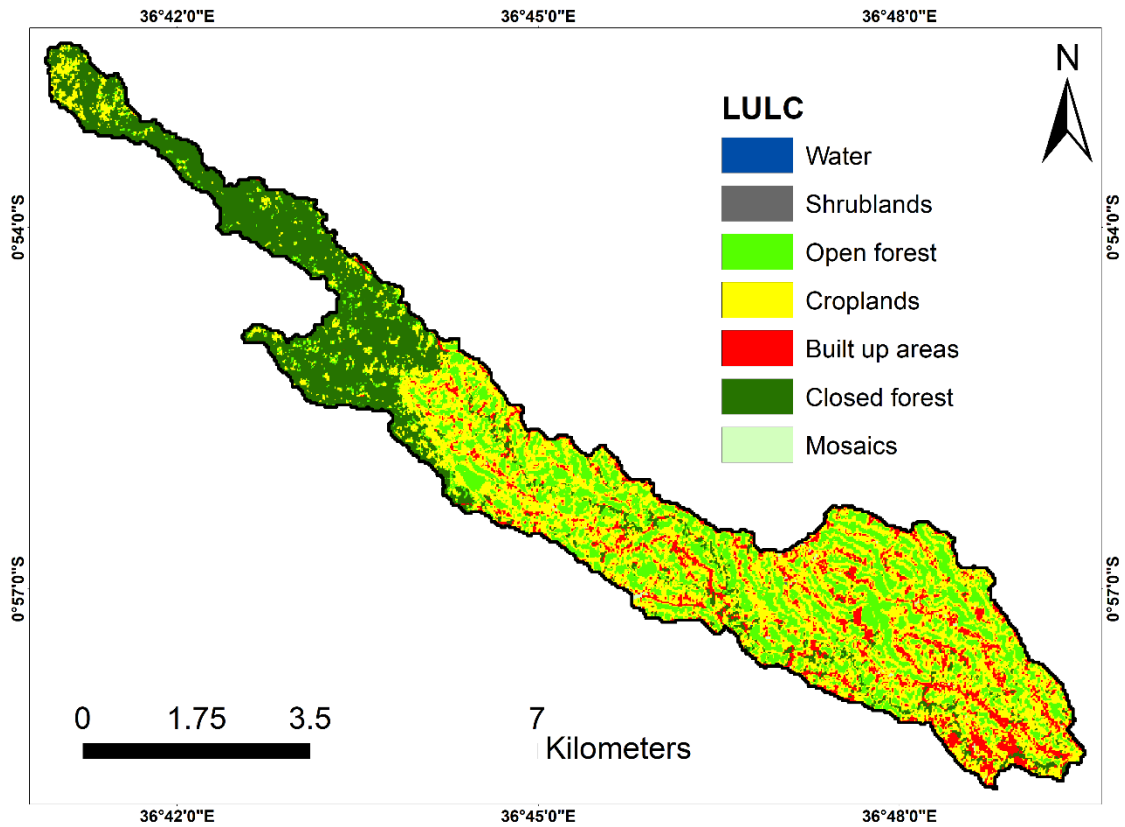 36°42'0"E 36°45'0"E 36°48'0"E
N
LULC
Water
Shrublands
0°54'0"S 0°54'0"S
Open forest
Croplands
Built up areas
Closed forest
Mosaics
0°57'0"S 0°57'0"S
0 1.75 3.5 7
Kilometers
36°42'0"E 36°45'0"E 36°48'0"E